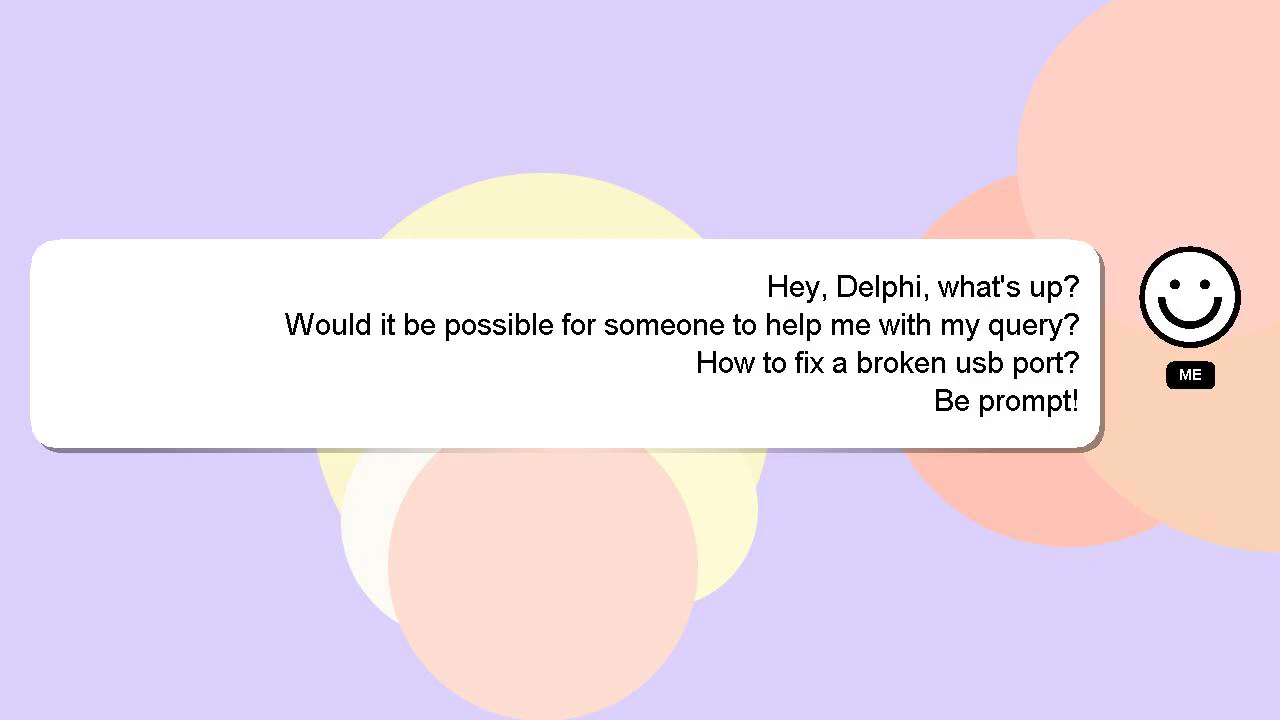 Hey, Delphi, what's up?
Would it be possible for someone to help me with my query?
How to fix a broken usb port?
Be prompt!
ME